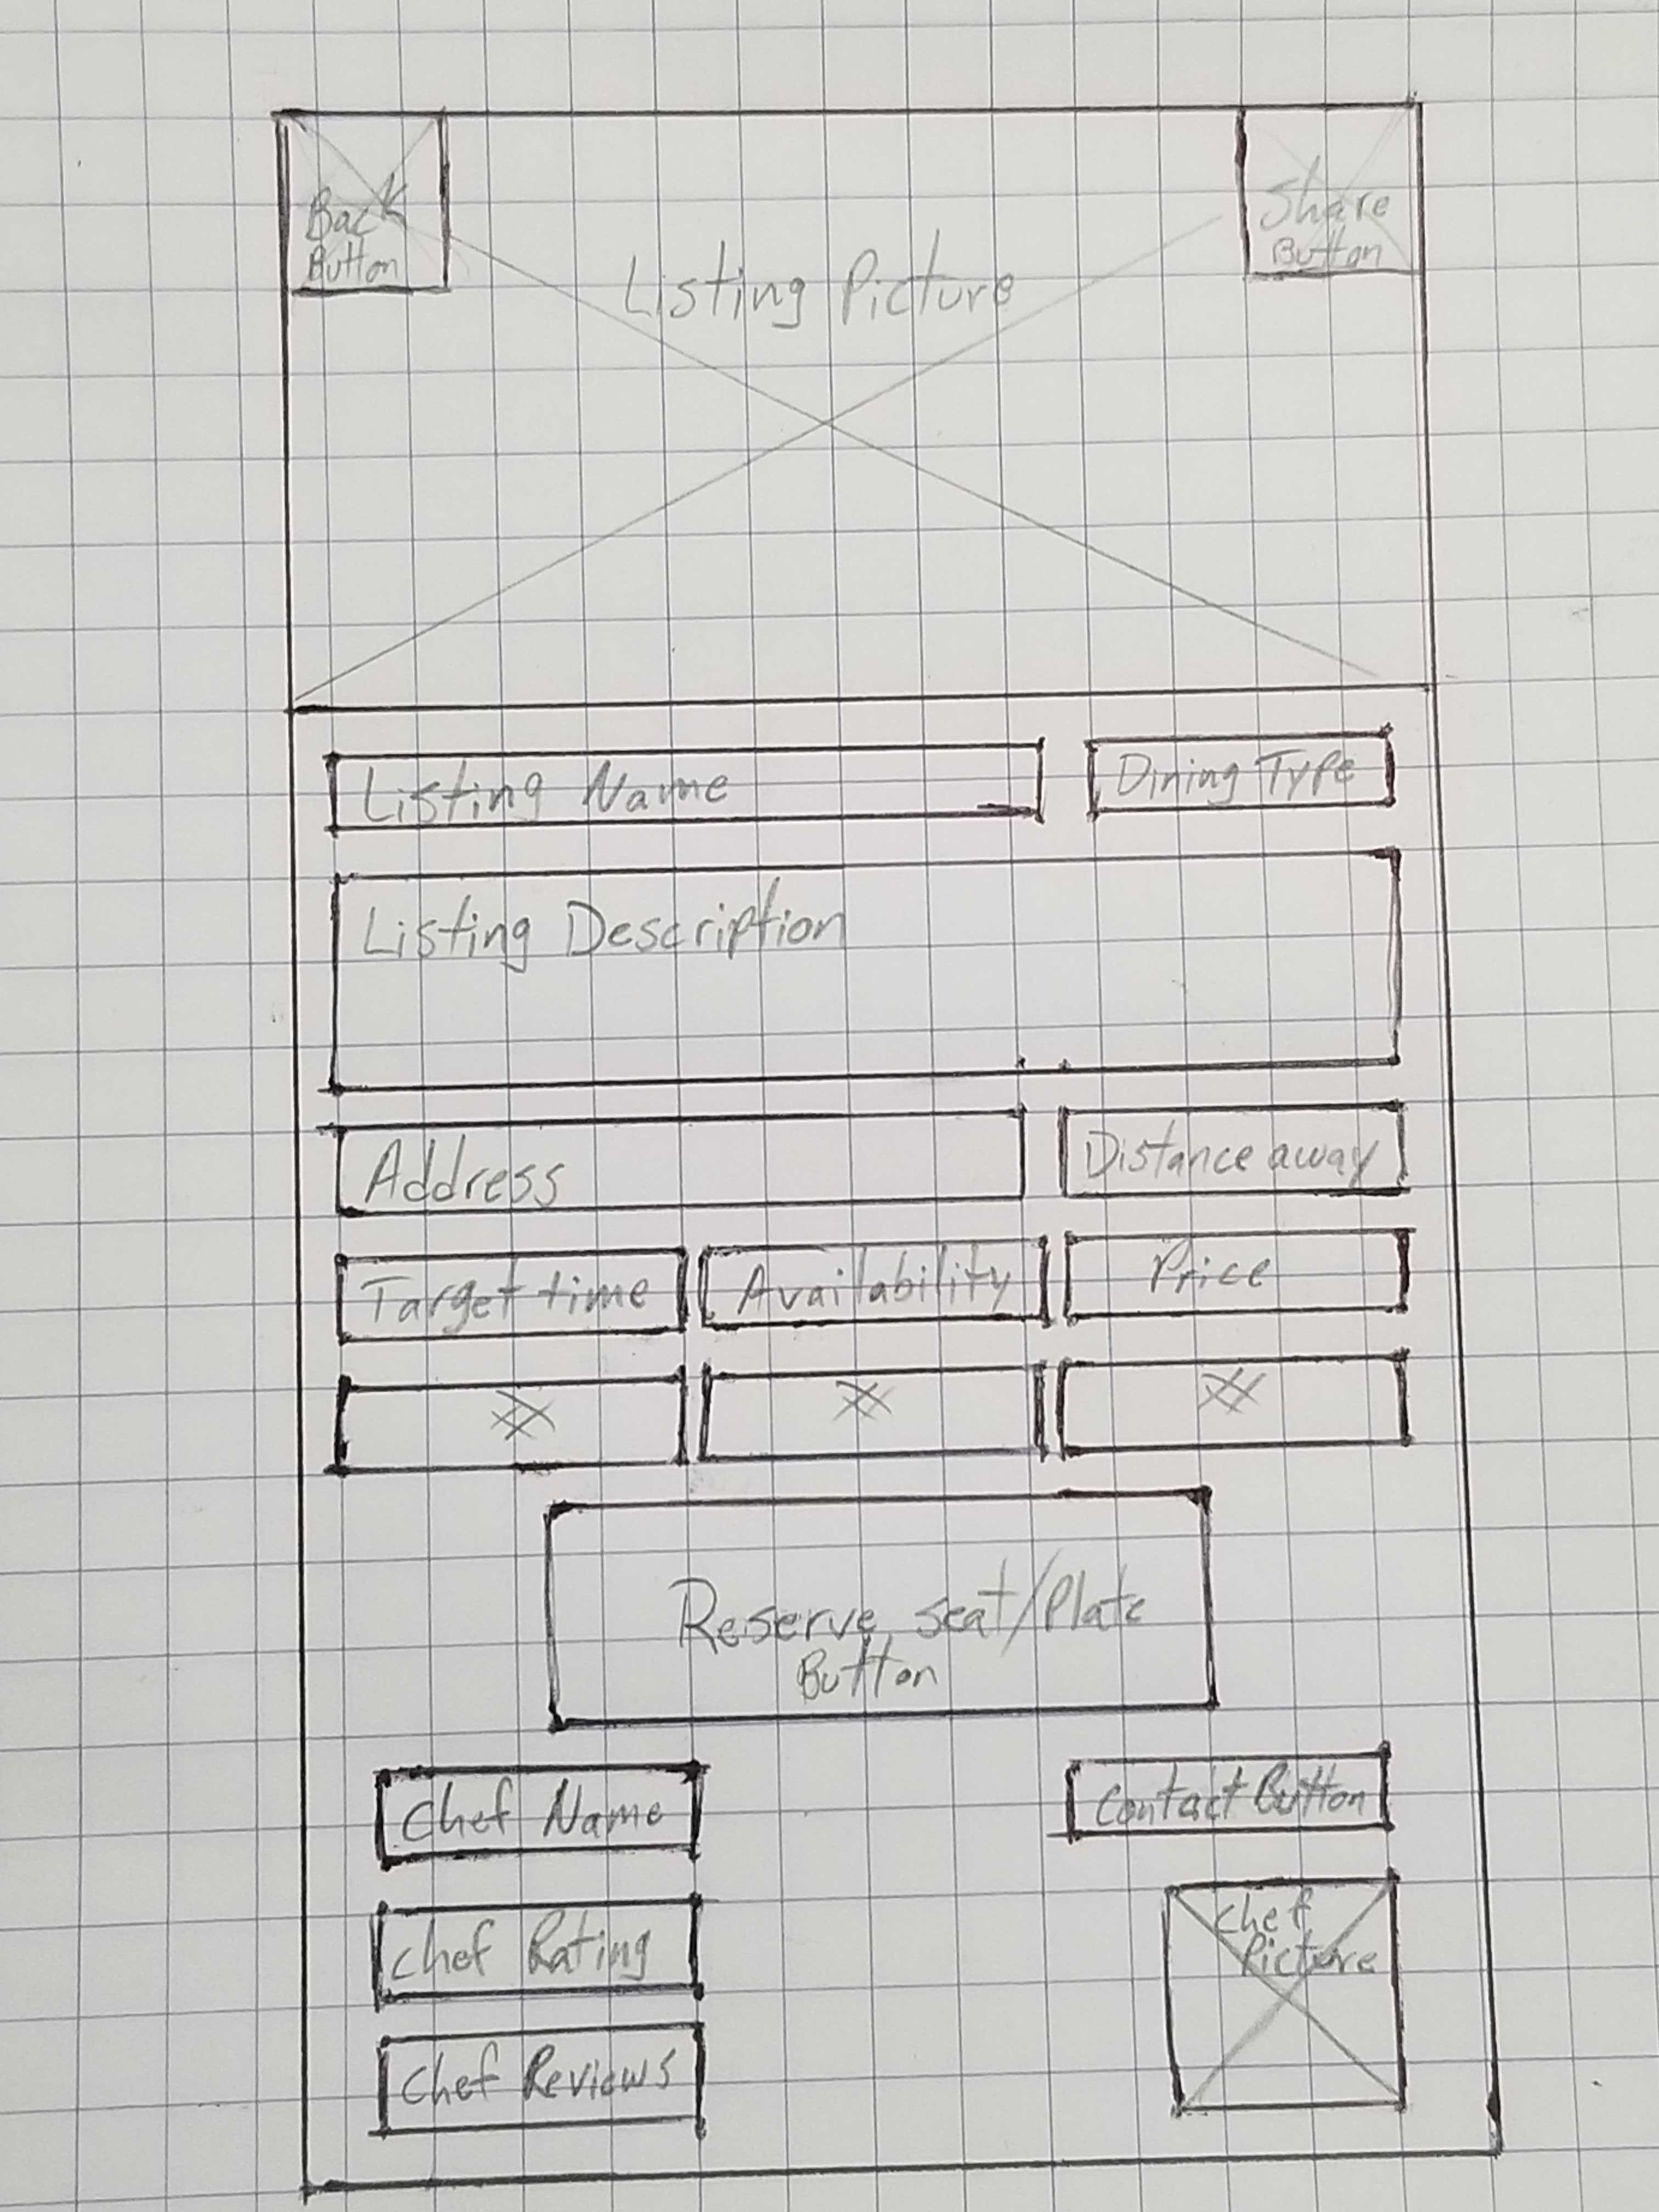 Back
Button
Share
Button
Listing Picture
Listing Name
Dining Type
Listing Description
Address
Distance away
Target time
Availability
Price
#
#
#
Reserve seat/Plate
Button
Chef Name
Contact Button
Chef Rating
Chef
Picture
Chef Reviews